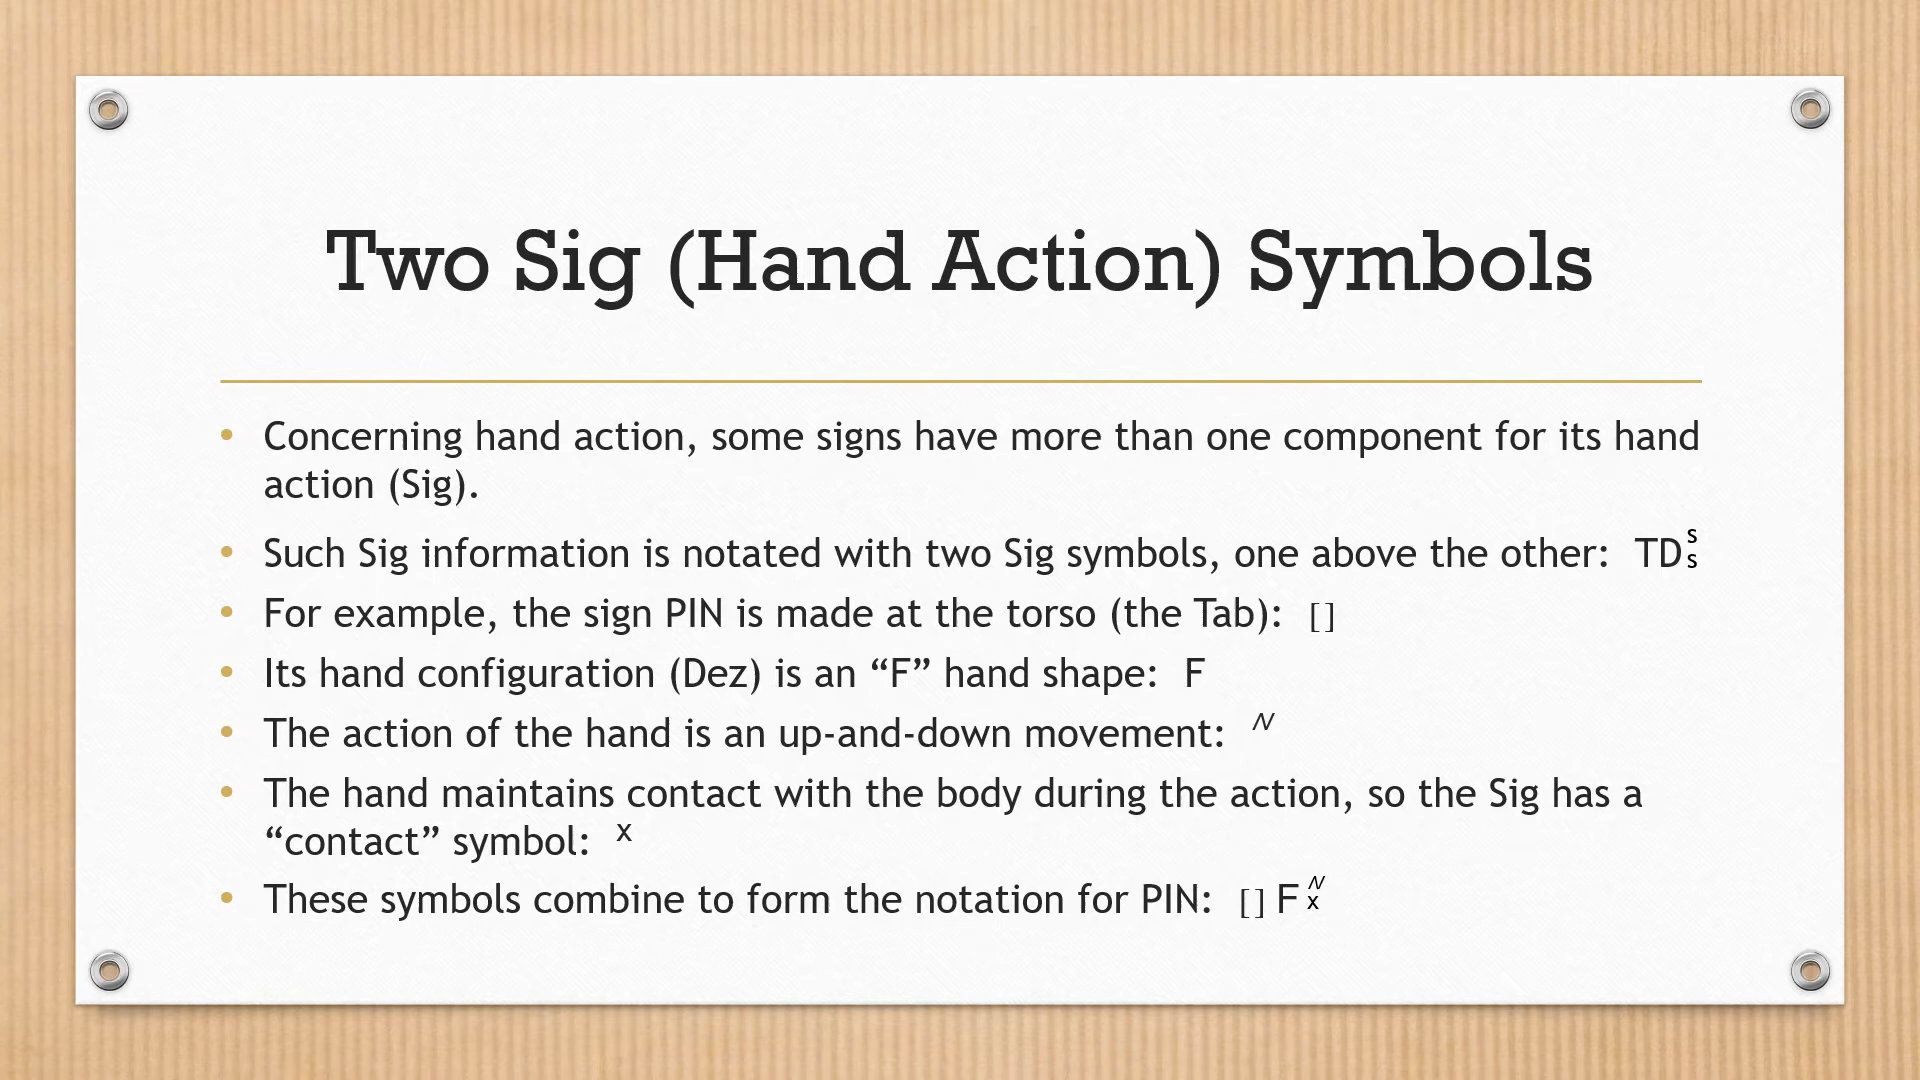 Two Sig (Hand Action) Symbols
• Concerning hand action, some signs have more than one component for its hand
action (Sig).
• Such Sig information is notated with two Sig symbols, one above the other: TD s s
• For example, the sign PIN is made at the torso (the Tab): [ ]
• Its hand configuration (Dez) is an “F” hand shape: F
• The action of the hand is an up-and-down movement: N
• The hand maintains contact with the body during the action, so the Sig has a
“contact” symbol: x
• These symbols combine to form the notation for PIN: [ ] F N x